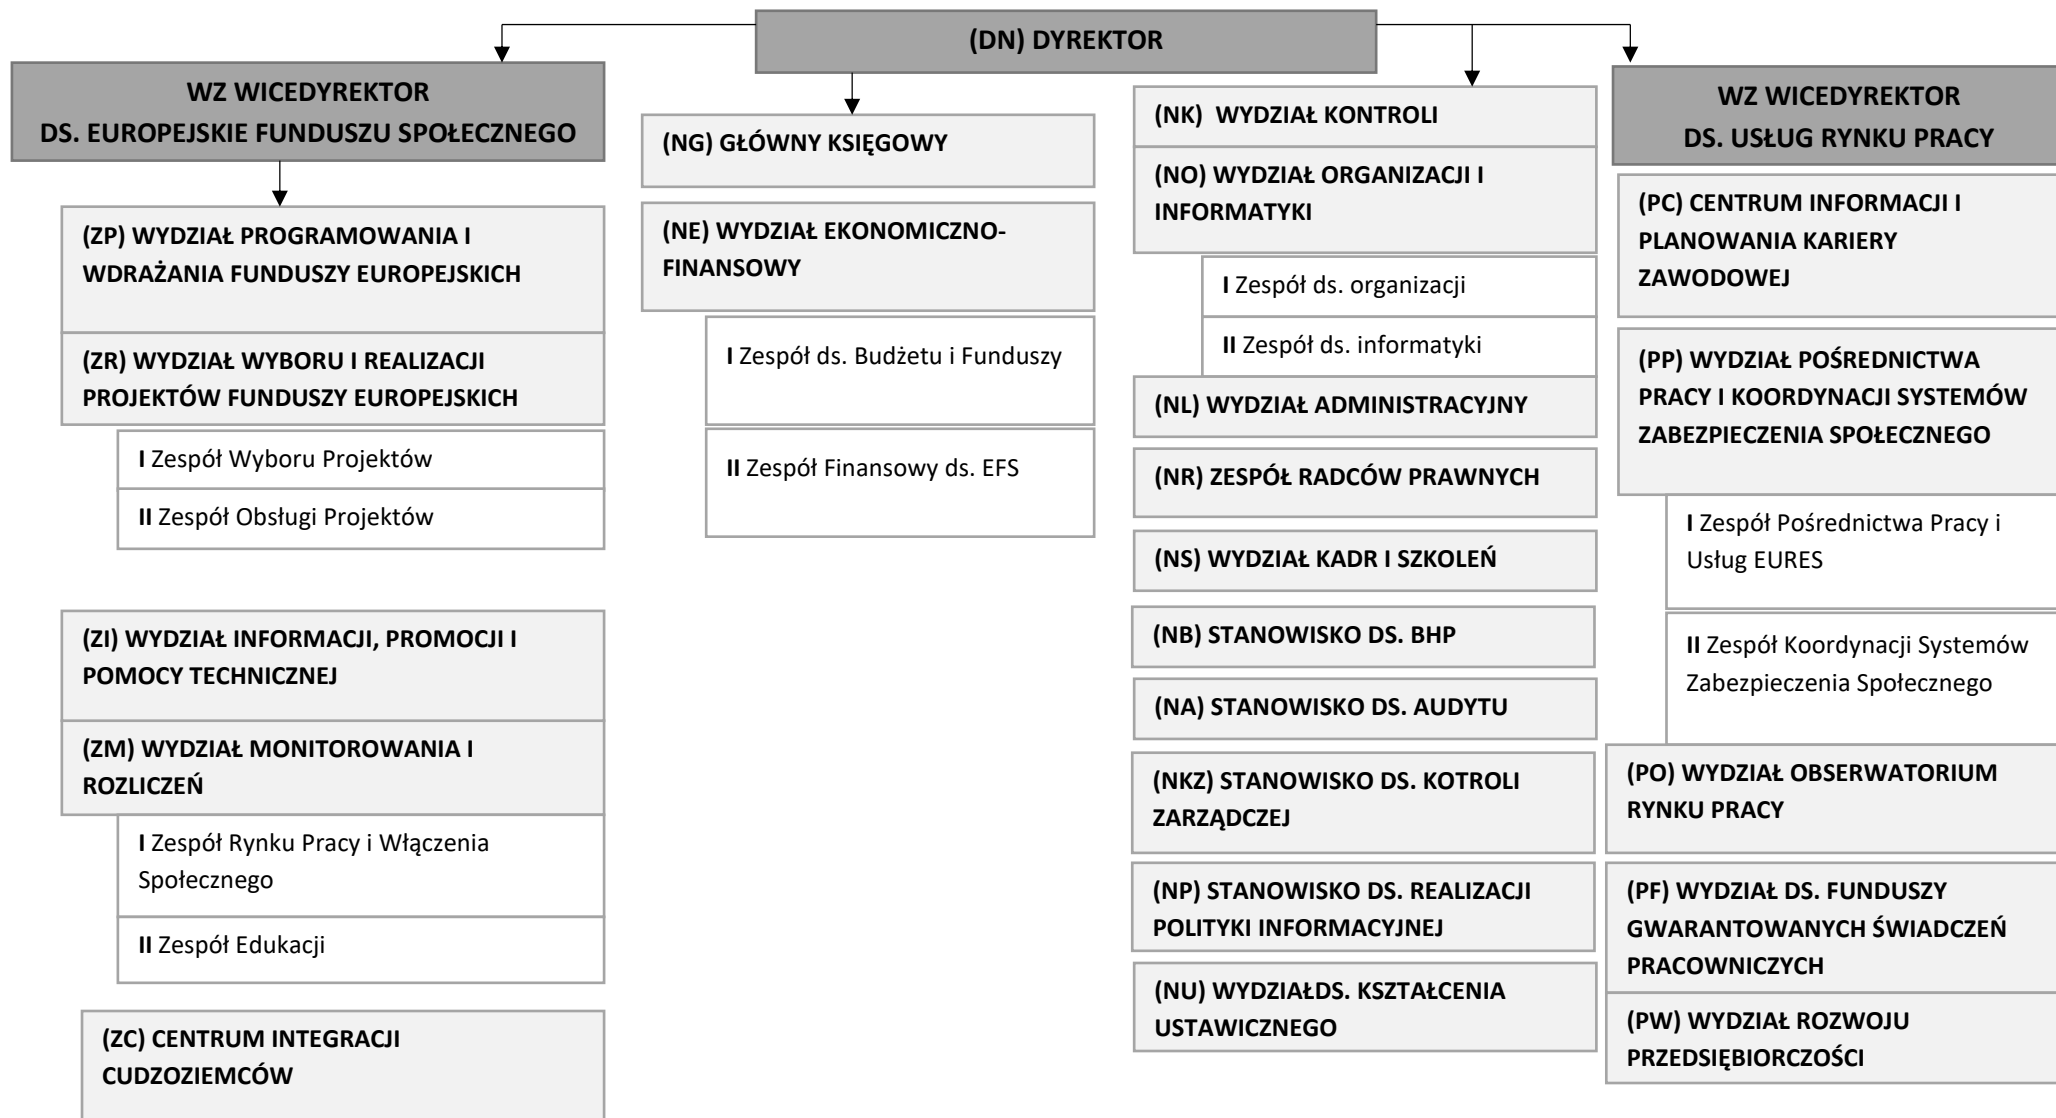 (DN) DYREKTOR
WZ WICEDYREKTOR
DS. EUROPEJSKIE FUNDUSZU SPOŁECZNEGO
(ZP) WYDZIAŁ PROGRAMOWANIA I
WDRAŻANIA FUNDUSZY EUROPEJSKICH
(ZR) WYDZIAŁ WYBORU I REALIZACJI
PROJEKTÓW FUNDUSZY EUROPEJSKICH
I Zespół Wyboru Projektów
II Zespół Obsługi Projektów
(ZI) WYDZIAŁ INFORMACJI, PROMOCJI I
POMOCY TECHNICZNEJ
(ZM) WYDZIAŁ MONITOROWANIA I
ROZLICZEŃ
I Zespół Rynku Pracy i Włączenia
Społecznego
II Zespół Edukacji
(ZC) CENTRUM INTEGRACJI
CUDZOZIEMCÓW
(NG) GŁÓWNY KSIĘGOWY
(NE) WYDZIAŁ EKONOMICZNO-
FINANSOWY
I Zespół ds. Budżetu i Funduszy
II Zespół Finansowy ds. EFS
(NK) WYDZIAŁ KONTROLI
(NO) WYDZIAŁ ORGANIZACJI I
INFORMATYKI
I Zespół ds. organizacji
II Zespół ds. informatyki
(NL) WYDZIAŁ ADMINISTRACYJNY
(NR) ZESPÓŁ RADCÓW PRAWNYCH
(NS) WYDZIAŁ KADR I SZKOLEŃ
(NB) STANOWISKO DS. BHP
(NA) STANOWISKO DS. AUDYTU
(NKZ) STANOWISKO DS. KOTROLI
ZARZĄDCZEJ
(NP) STANOWISKO DS. REALIZACJI
POLITYKI INFORMACYJNEJ
(NU) WYDZIAŁDS. KSZTAŁCENIA
USTAWICZNEGO
WZ WICEDYREKTOR
DS. USŁUG RYNKU PRACY
(PC) CENTRUM INFORMACJI I
PLANOWANIA KARIERY
ZAWODOWEJ
(PP) WYDZIAŁ POŚREDNICTWA
PRACY I KOORDYNACJI SYSTEMÓW
ZABEZPIECZENIA SPOŁECZNEGO
I Zespół Pośrednictwa Pracy i
Usług EURES
II Zespół Koordynacji Systemów
Zabezpieczenia Społecznego
(PO) WYDZIAŁ OBSERWATORIUM
RYNKU PRACY
(PF) WYDZIAŁ DS. FUNDUSZY
GWARANTOWANYCH ŚWIADCZEŃ
PRACOWNICZYCH
(PW) WYDZIAŁ ROZWOJU
PRZEDSIĘBIORCZOŚCI